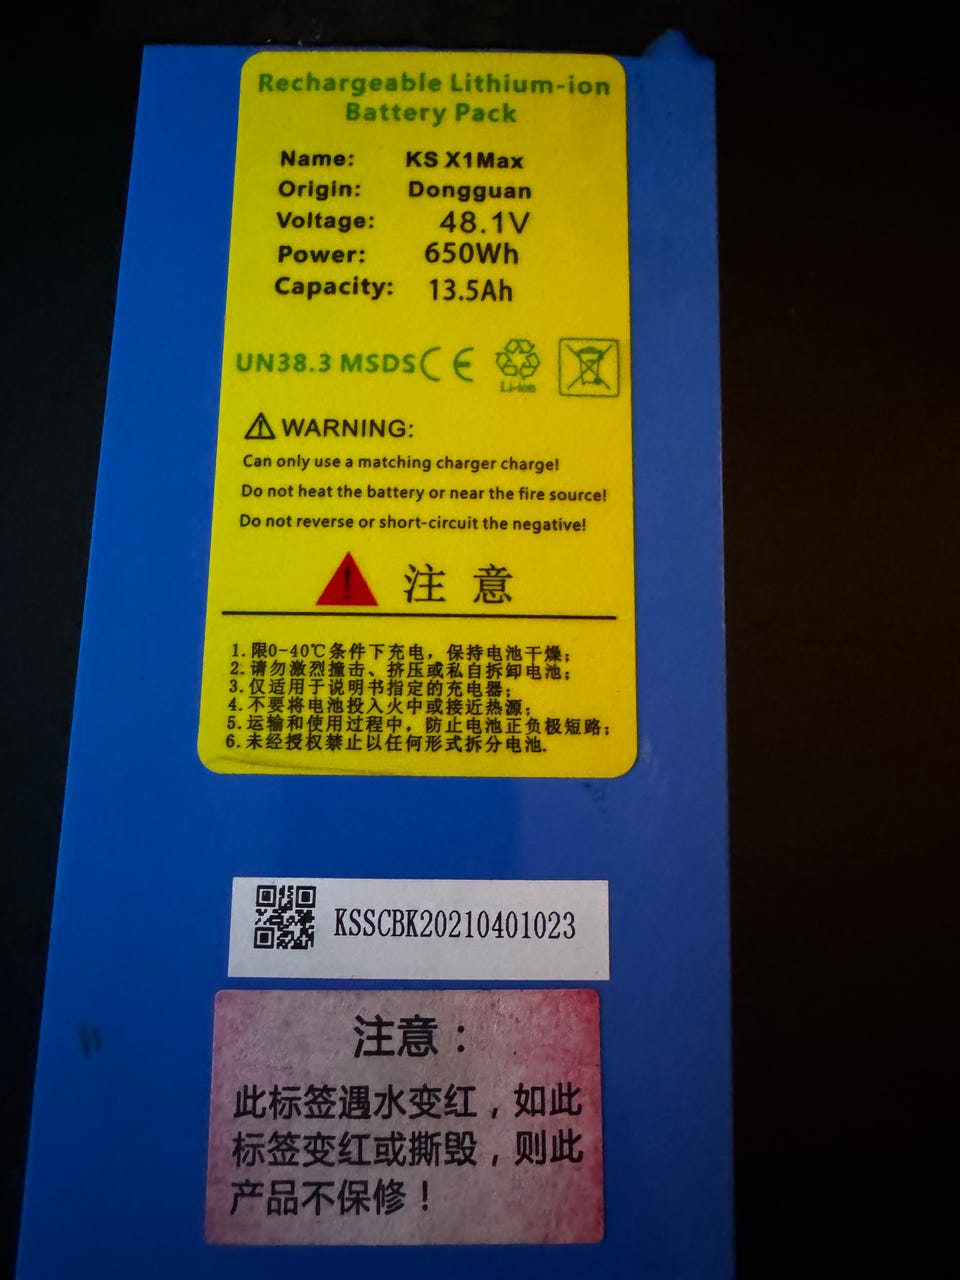 Rechargeable Lithium-ion
Battery Pack
Name: KS X1Max
Origin: Dongguan
Voltage: 48.1V
Power: 650Wh
Capacity: 13.5Ah
UN38.3 MSDS CE
Li-ion
WARNING:
Can only use a matching charger charge!
Do not heat the battery or near the fire source!
Do not reverse or short-circuit the negative!
注意
1.限0-40℃条件下充电，保持电池干燥；
2.请勿激烈撞击、挤压或私自拆卸电池；
3.仅适用于说明书指定的充电器；
4.不要将电池投入火中或接近热源；
5.运输和使用过程中，防止电池正负极短路；
6.未经授权禁止以任何形式拆分电池.
KSSCBK20210401023
注意：
此标签遇水变红，如此
标签变红或撕毁，则此
产品不保修！